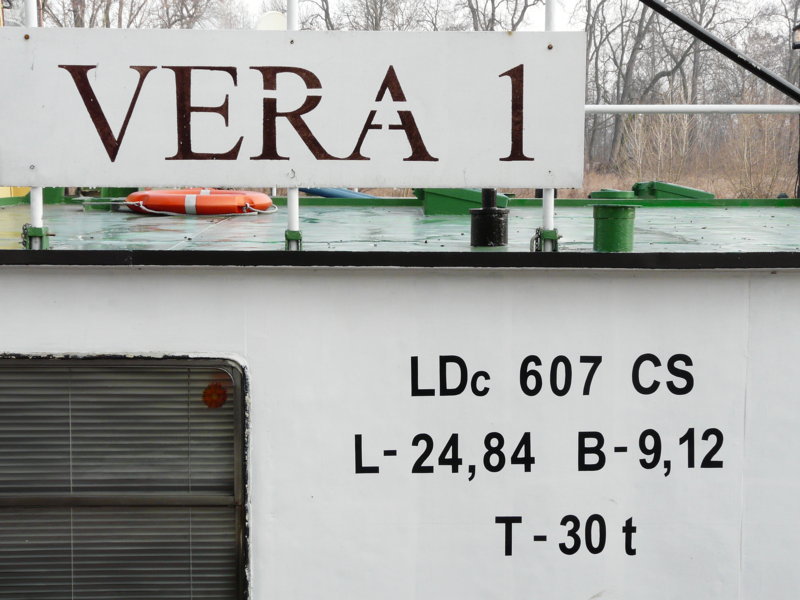 VERA 1
LDc 607 CS
L-24,84 B-9,12
T-30 t